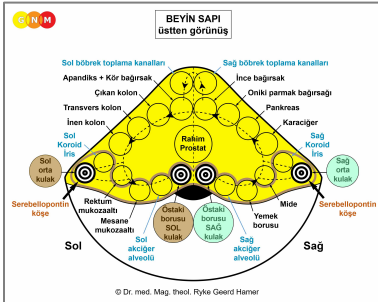 GNM
BEYİN SAPI
üstten görünüş
Sol böbrek toplama kanalları
Sağ böbrek toplama kanalları
Apandiks + Kör bağırsak
İnce bağırsak
Çıkan kolon
Oniki parmak bağırsağı
Transvers kolon
Pankreas
İnen kolon
Karaciğer
Rahim
Prostat
Sol
Koroid
İris
Sağ
Koroid
İris
Sol
orta
kulak
Sağ
orta
kulak
Serebellopontin
köşe
Serebellopontin
köşe
Rektum
mukozaaltı
Mesane
mukozaaltı
Sol
akciğer
alveolü
Östaki
borusu
SOL
kulak
Östaki
borusu
SAĞ
kulak
Sağ
akciğer
alveolü
Yemek
borusu
Mide
Sol
Sağ
© Dr. med. Mag. theol. Ryke Geerd Hamer